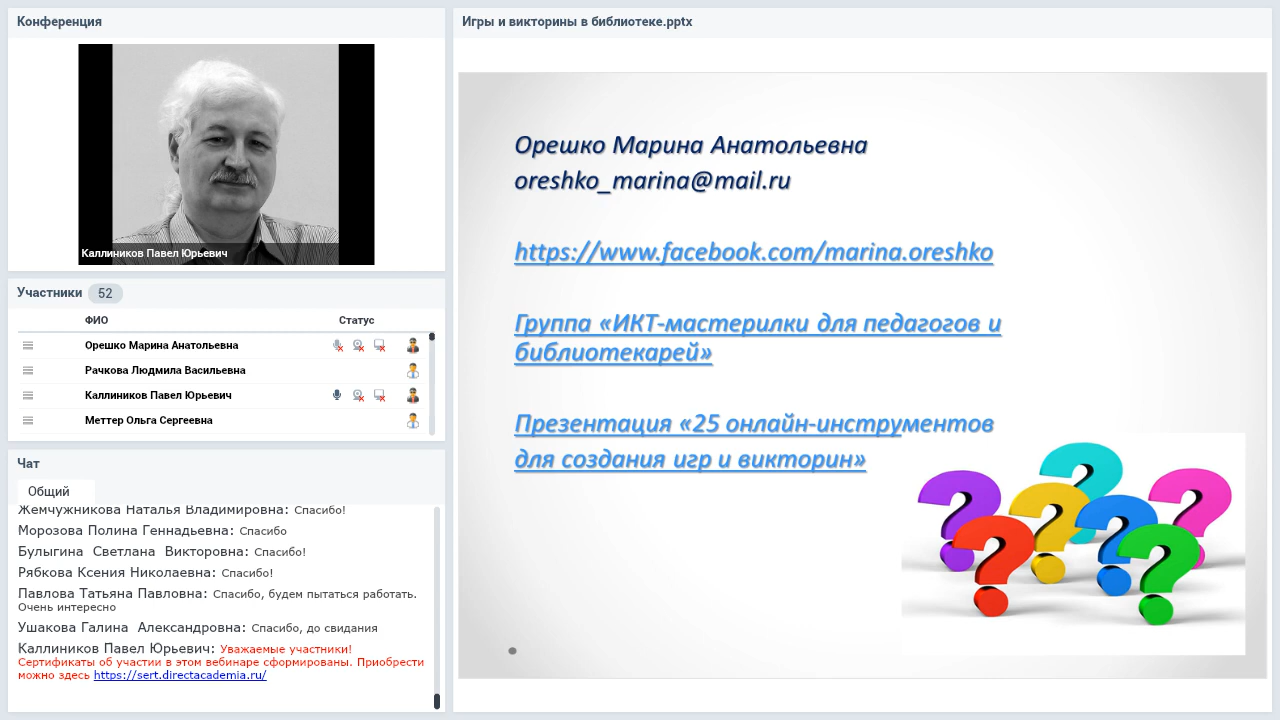 Конференция
Каллиников Павел Юрьевич
Участники 52
ФИО Статус
Орешко Марина Анатольевна
Рачкова Людмила Васильевна
Каллиников Павел Юрьевич
Меттер Ольга Сергеевна
Чат
Общий
Жемчужникова Наталья Владимировна: Спасибо!
Морозова Полина Геннадьевна: Спасибо
Булыгина Светлана Викторовна: Спасибо!
Рябкова Ксения Николаевна: Спасибо!
Павлова Татьяна Павловна: Спасибо, будем пытаться работать.
Очень интересно
Ушакова Галина Александровна: Спасибо, до свидания
Каллиников Павел Юрьевич: Уважаемые участники!
Сертификаты об участии в этом вебинаре сформированы. Приобрести
можно здесь https://sert.directacademia.ru/
Игры и викторины в библиотеке.pptx
Орешко Марина Анатольевна
oreshko_marina@mail.ru
https://www.facebook.com/marina.oreshko
Группа «ИКТ-мастерилки для педагогов и
библиотекарей»
Презентация «25 онлайн-инструментов
для создания игр и викторин»